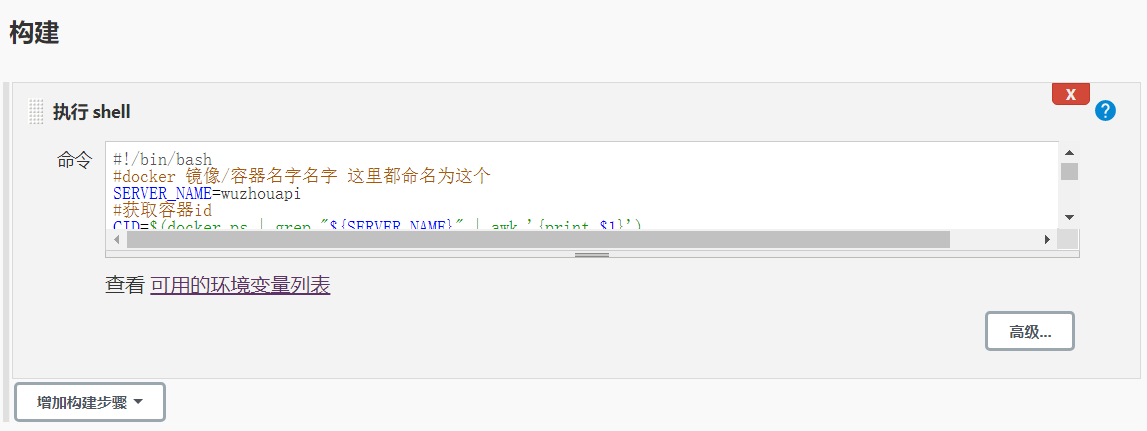 构建
X
执行 shell
?
命令
#!/bin/bash
#docker 镜像/容器名字名字 这里都命名为这个
SERVER_NAME=wuzhouapi
#获取容器id
CID=$(docker ps | grep "${SERVER_NAME}" | awk '{print $1}')
查看 可用的环境变量列表
高级...
增加构建步骤